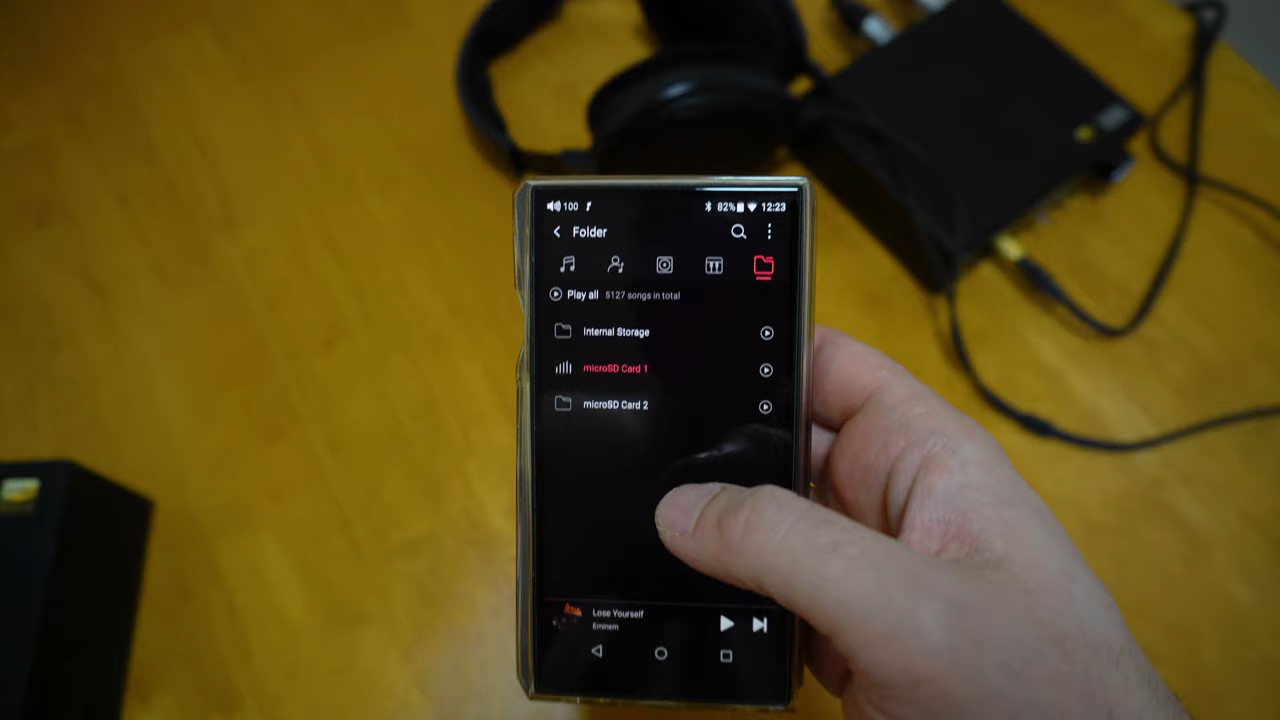 100 82% 12:23
Folder
Play all 5127 songs in total
Internal Storage
microSD Card 1
microSD Card 2
Lose Yourself
Eminem